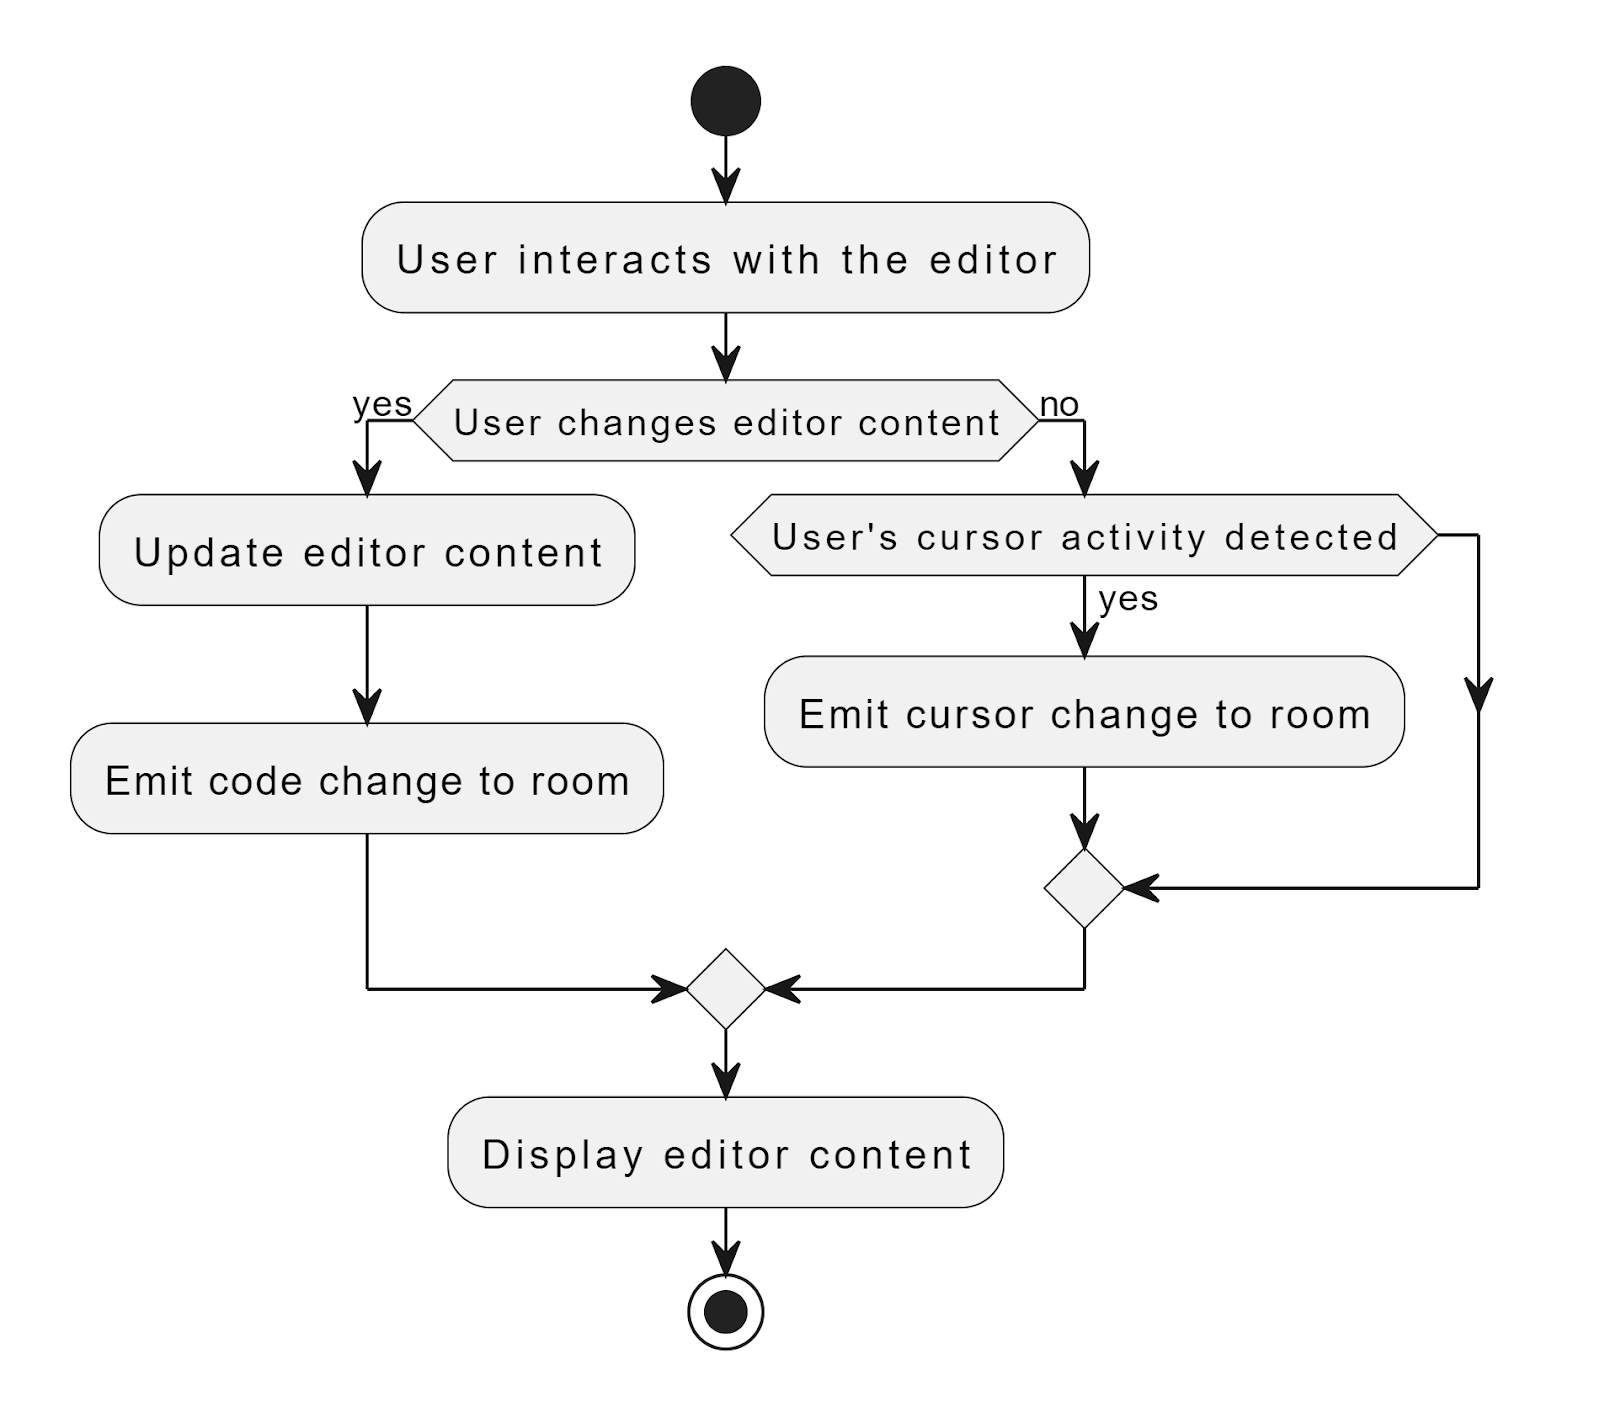 User interacts with the editor
yes
User changes editor content
no
Update editor content
User's cursor activity detected
yes
Emit code change to room
Emit cursor change to room
Display editor content